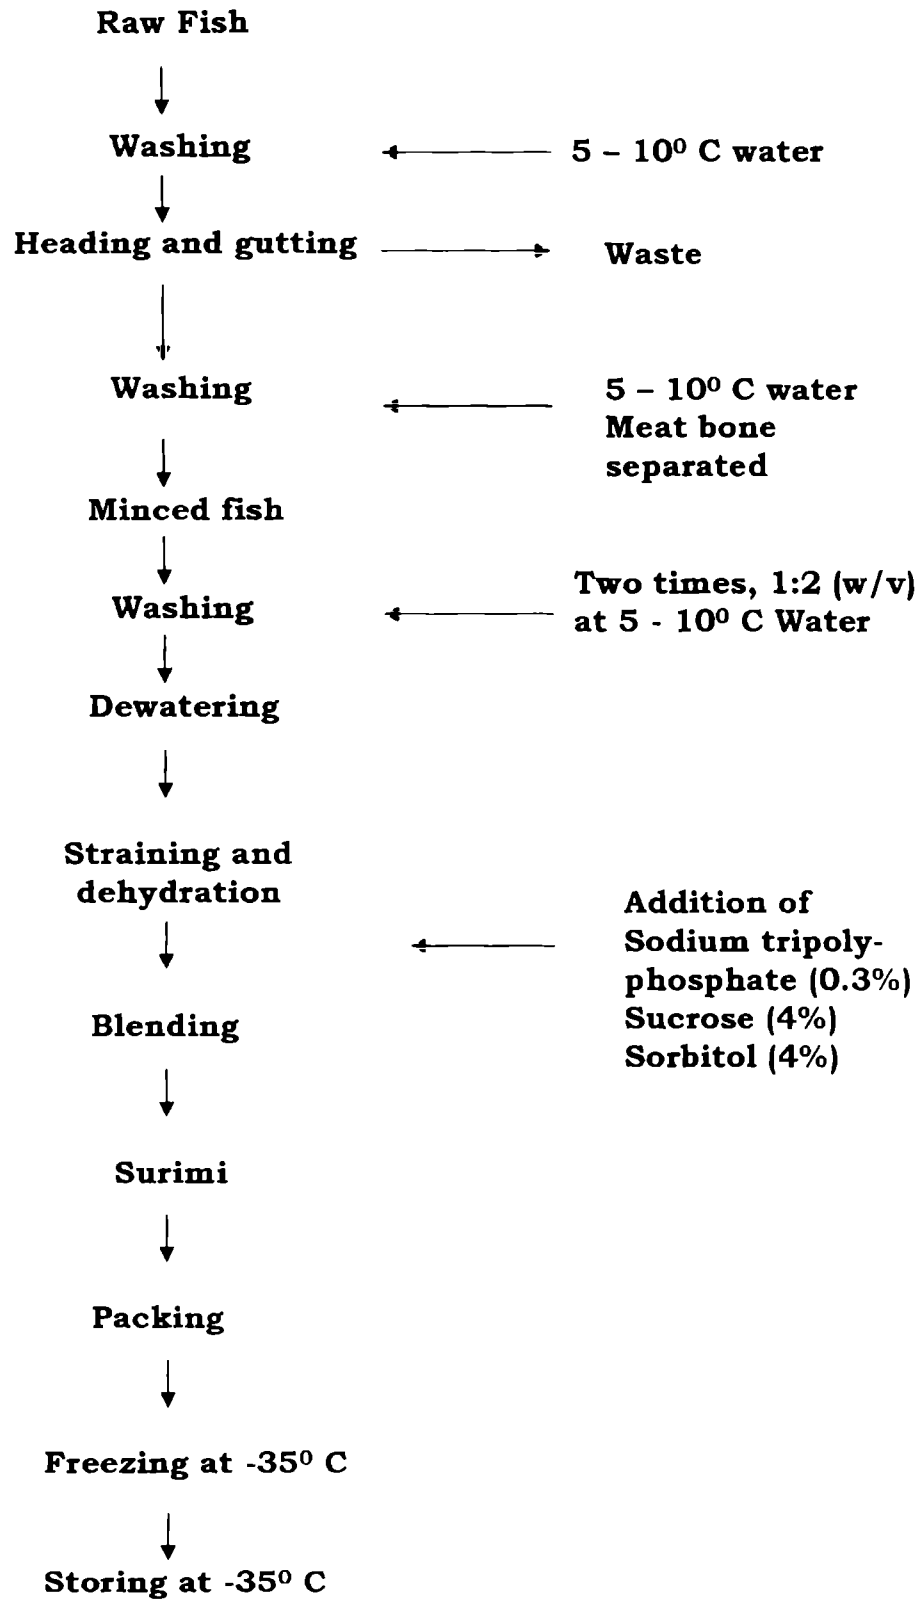 Raw Fish
Washing
5 – 10⁰ C water
Heading and gutting
Waste
Washing
5 – 10⁰ C water
Meat bone
separated
Minced fish
Washing
Two times, 1:2 (w/v)
at 5 - 10⁰ C Water
Dewatering
Straining and
dehydration
Addition of
Sodium tripoly-
phosphate (0.3%)
Sucrose (4%)
Sorbitol (4%)
Blending
Surimi
Packing
Freezing at -35⁰ C
Storing at -35⁰ C